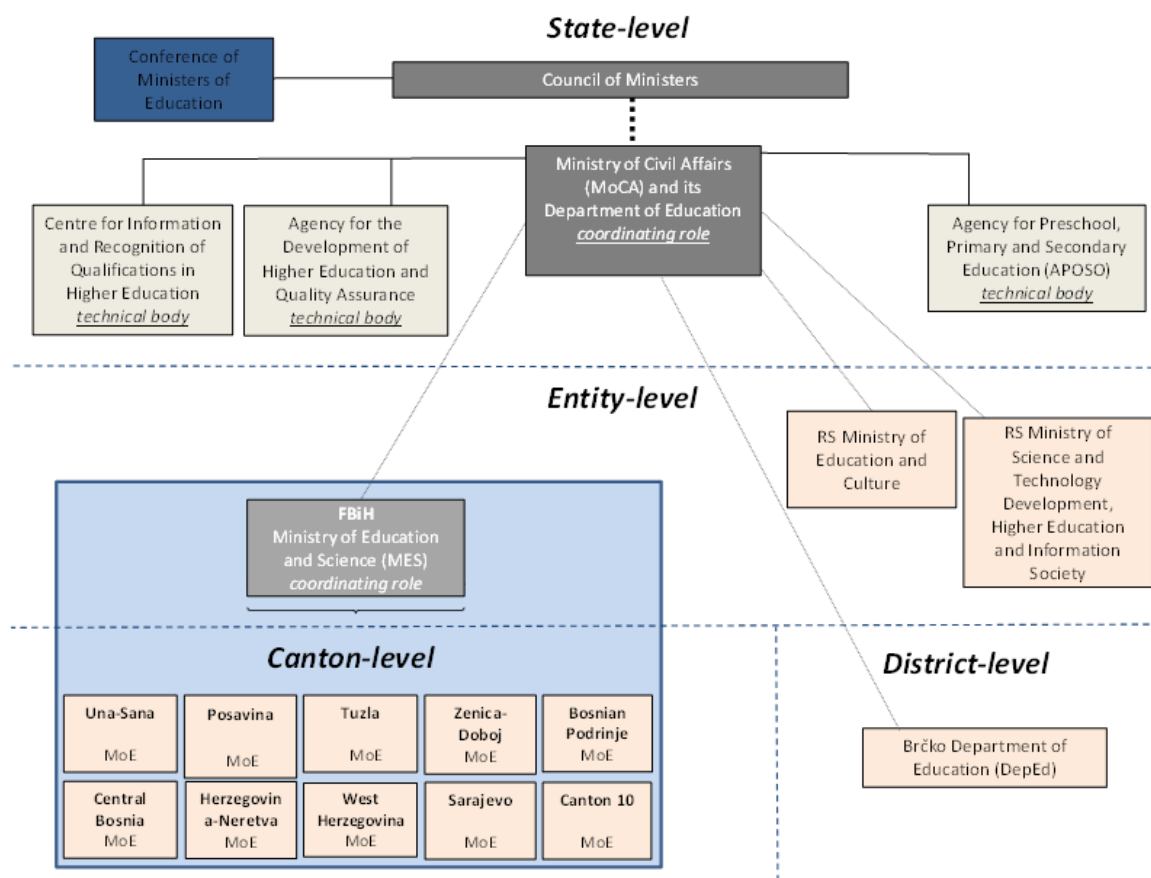 State-level
Conference of
Ministers of
Education
Council of Ministers
Ministry of Civil Affairs
(MoCA) and its
Department of Education
coordinating role
Centre for Information
and Recognition of
Qualifications in
Higher Education
technical body
Agency for the
Development of
Higher Education and
Quality Assurance
technical body
Agency for Preschool,
Primary and Secondary
Education (APOSO)
technical body
Entity-level
RS Ministry of
Education and
Culture
RS Ministry of
Science and
Technology
Development,
Higher Education
and Information
Society
FBiH
Ministry of Education
and Science (MES)
coordinating role
Canton-level
Una-Sana
MoE
Posavina
MoE
Tuzla
MoE
Zenica-
Doboj
MoE
Bosnian
Podrinje
MoE
Central
Bosnia
MoE
Herzegovin
a-Neretva
MoE
West
Herzegovina
MoE
Sarajevo
MoE
Canton 10
MoE
District-level
Brčko Department of
Education (DepEd)